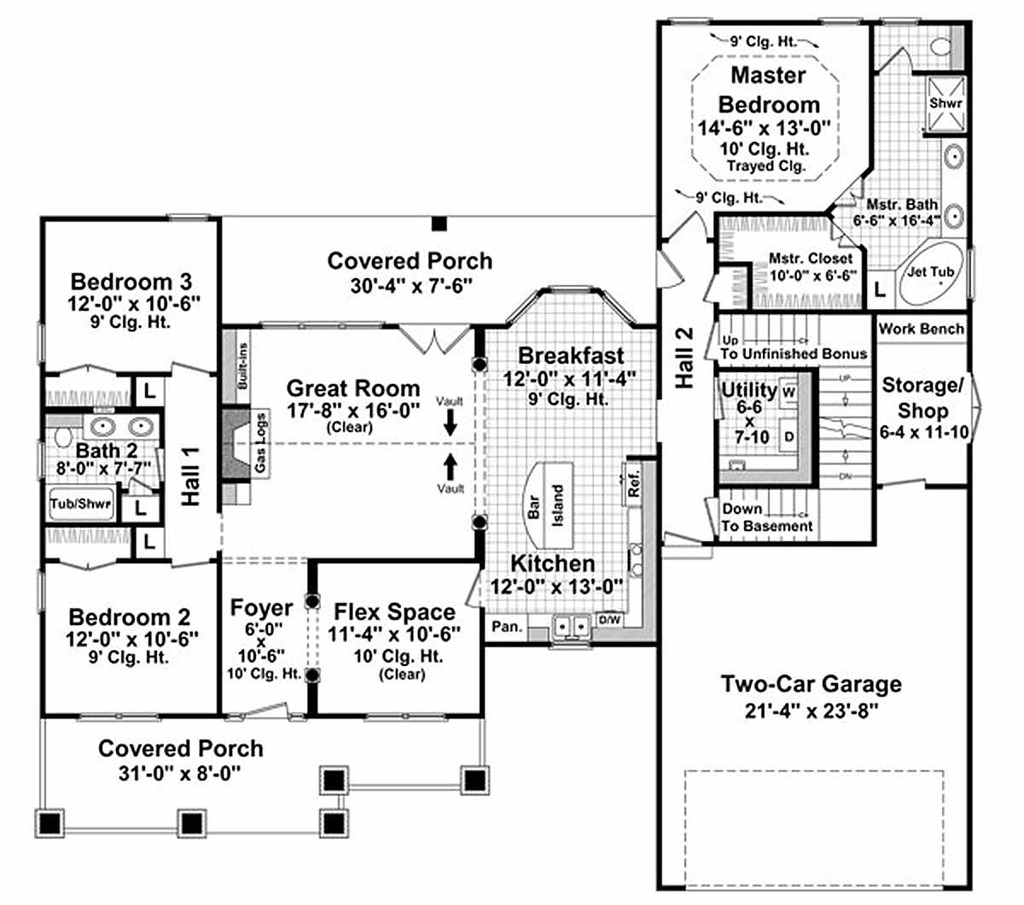 9' Clg. Ht.
Master
Bedroom
14'-6" x 13'-0"
10' Clg. Ht.
Trayed Clg.
9' Clg. Ht.
Shwr
Mstr. Bath
6'-6" x 16'-4"
Mstr. Closet
10'-0" x 6'-6"
Jet Tub
L
Covered Porch
30'-4" x 7'-6"
Bedroom 3
12'-0" x 10'-6"
9' Clg. Ht.
L
Built-ins
Great Room
17'-8" x 16'-0"
(Clear)
Vault
Vault
Gas Logs
Breakfast
12'-0" x 11'-4"
9' Clg. Ht.
Hall 2
Up
To Unfinished Bonus
Work Bench
Storage/
Shop
6-4 x 11-10
Utility
6-6
x
7-10
W
D
UP
DN
DN
Bath 2
8'-0" x 7'-7"
Tub/Shwr
L
L
Hall 1
Bar
Island
Ref.
Down
To Basement
Kitchen
12'-0" x 13'-0"
D/W
Pan.
Bedroom 2
12'-0" x 10'-6"
9' Clg. Ht.
Foyer
6'-0"
x
10'-6"
10' Clg. Ht.
Flex Space
11'-4" x 10'-6"
10' Clg. Ht.
(Clear)
Two-Car Garage
21'-4" x 23'-8"
Covered Porch
31'-0" x 8'-0"